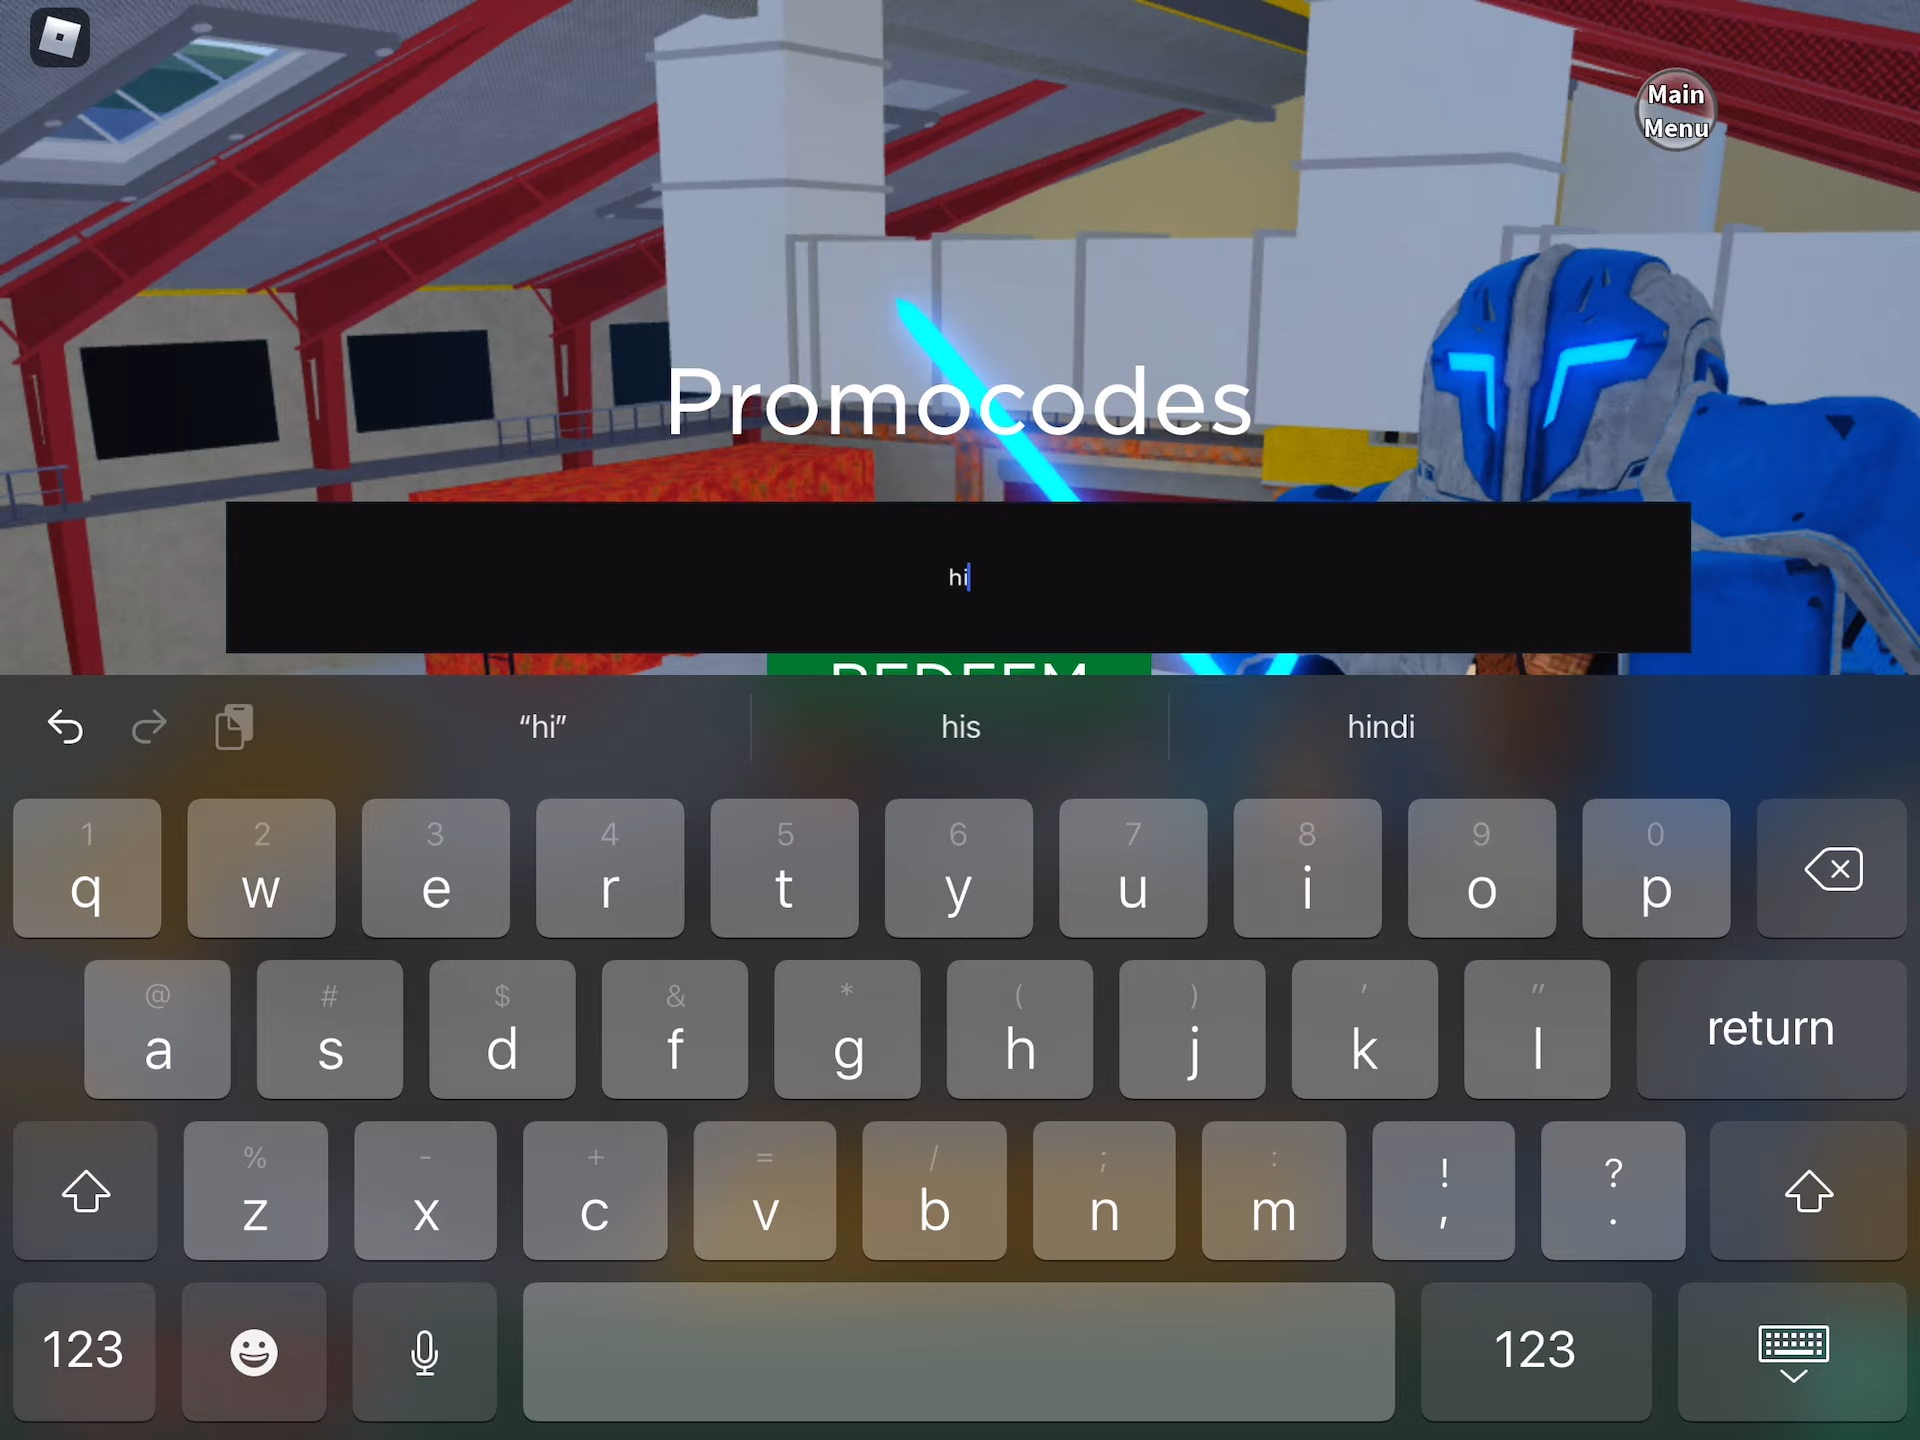 Main
Menu
Promocodes
hi
REDEEM
“hi” his hindi
1 2 3 4 5 6 7 8 9 0
q w e r t y u i o p
@ # $ & * ( ) ' "
a s d f g h j k l return
% - + = / ; : ! ?
z x c v b n m , .
123 123